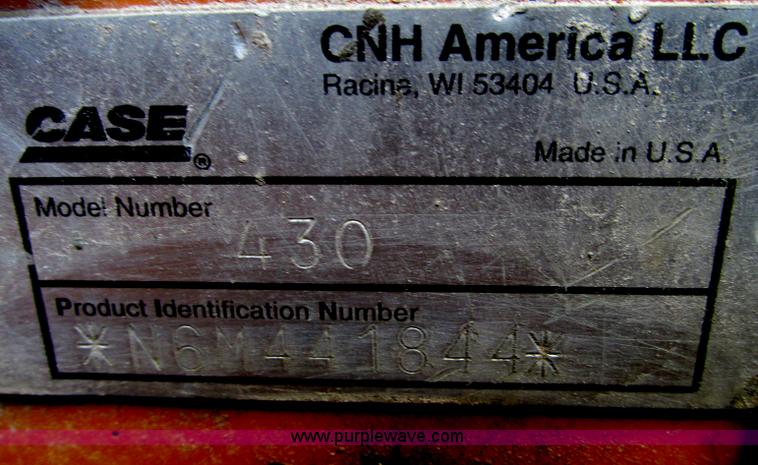 CNH America LLC
Racine, WI 53404 U.S.A.
CASE®
Made in U.S.A.
Model Number
430
Product Identification Number
*N6M441844*
www.purplewave.com